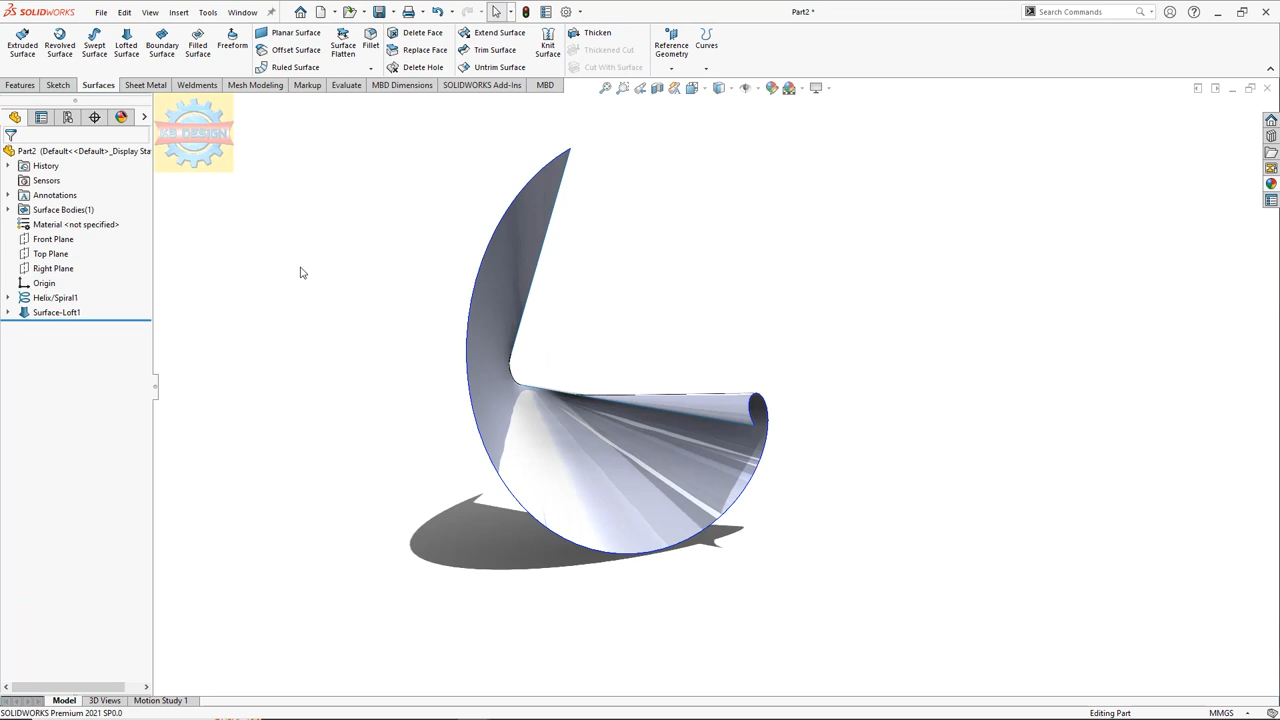 SOLIDWORKS File Edit View Insert Tools Window Part2 * Search Commands
Extruded Surface
Revolved Surface
Swept Surface
Lofted Surface
Boundary Surface
Filled Surface
Freeform
Planar Surface
Offset Surface
Ruled Surface
Surface Flatten
Fillet
Delete Face
Replace Face
Delete Hole
Extend Surface
Trim Surface
Untrim Surface
Knit Surface
Thicken
Thickened Cut
Cut With Surface
Reference Geometry
Curves
Features Sketch Surfaces Sheet Metal Weldments Mesh Modeling Markup Evaluate MBD Dimensions SOLIDWORKS Add-Ins MBD
KB DESIGN
Part2 (Default<<Default>_Display Sta
History
Sensors
Annotations
Surface Bodies(1)
Material <not specified>
Front Plane
Top Plane
Right Plane
Origin
Helix/Spiral1
Surface-Loft1
Model 3D Views Motion Study 1
SOLIDWORKS Premium 2021 SP0.0 Editing Part MMGS